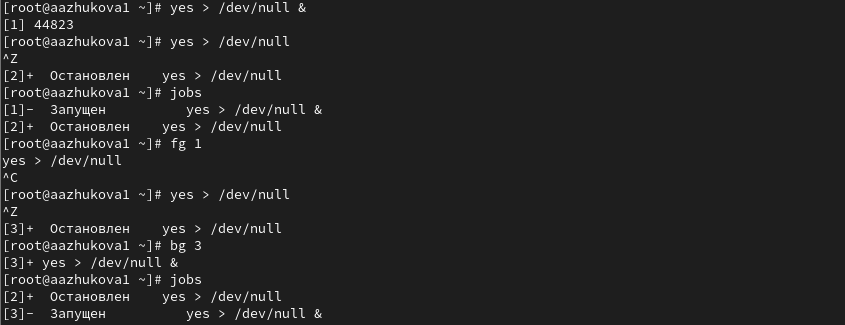 [root@aazhukova1 ~]# yes > /dev/null &
[1] 44823
[root@aazhukova1 ~]# yes > /dev/null
^Z
[2]+  Остановлен    yes > /dev/null
[root@aazhukova1 ~]# jobs
[1]-  Запущен          yes > /dev/null &
[2]+  Остановлен    yes > /dev/null
[root@aazhukova1 ~]# fg 1
yes > /dev/null
^C
[root@aazhukova1 ~]# yes > /dev/null
^Z
[3]+  Остановлен    yes > /dev/null
[root@aazhukova1 ~]# bg 3
[3]+ yes > /dev/null &
[root@aazhukova1 ~]# jobs
[2]+  Остановлен    yes > /dev/null
[3]-  Запущен          yes > /dev/null &